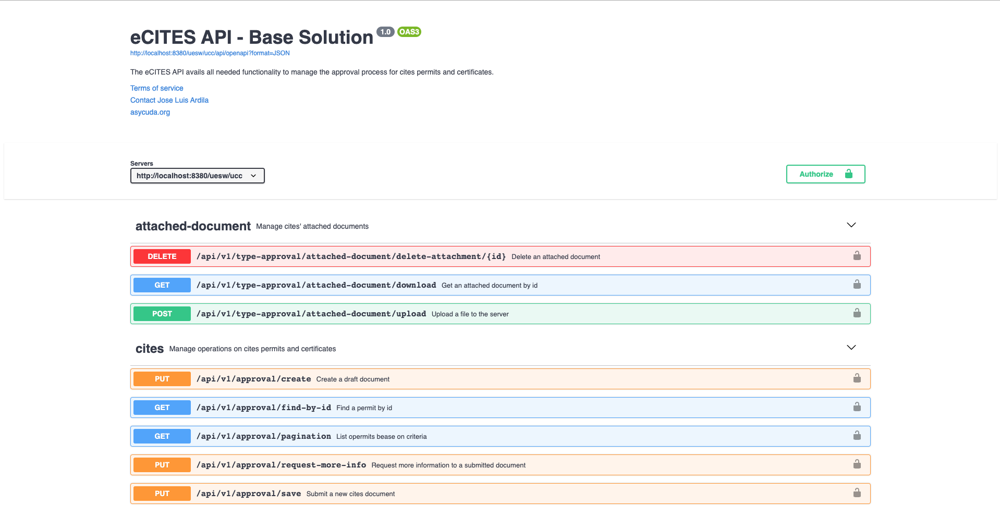 eCITES API - Base Solution 1.0 OAS3
http://localhost:8380/uesw/ucc/api/openapi?format=JSON
The eCITES API avails all needed functionality to manage the approval process for cites permits and certificates.
Terms of service
Contact Jose Luis Ardila
asycuda.org
Servers
http://localhost:8380/uesw/ucc
Authorize
attached-document Manage cites' attached documents
DELETE /api/v1/type-approval/attached-document/delete-attachment/{id} Delete an attached document
GET /api/v1/type-approval/attached-document/download Get an attached document by id
POST /api/v1/type-approval/attached-document/upload Upload a file to the server
cites Manage operations on cites permits and certificates
PUT /api/v1/approval/create Create a draft document
GET /api/v1/approval/find-by-id Find a permit by id
GET /api/v1/approval/pagination List opermits bease on criteria
PUT /api/v1/approval/request-more-info Request more information to a submitted document
PUT /api/v1/approval/save Submit a new cites document